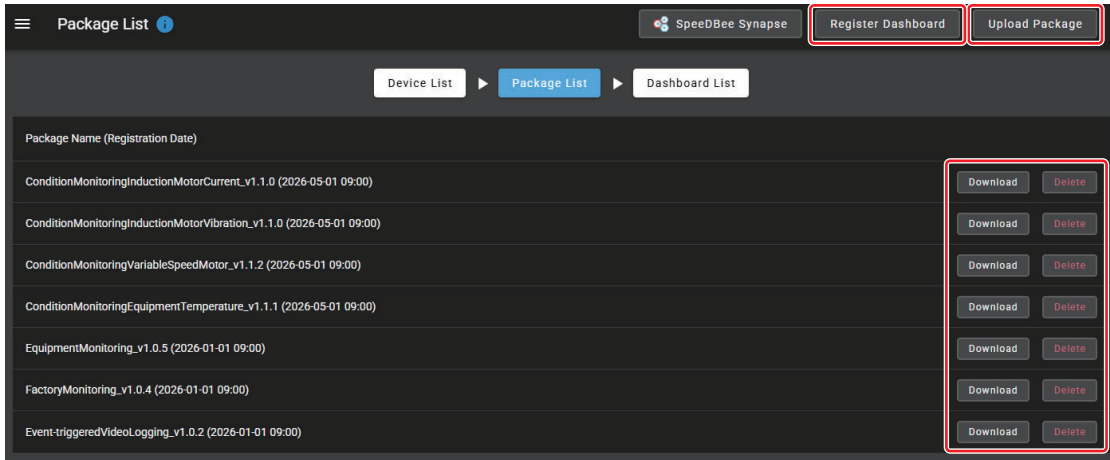 Package List
SpeeDBee Synapse
Register Dashboard
Upload Package
Device List
Package List
Dashboard List
Package Name (Registration Date)
ConditionMonitoringInductionMotorCurrent_v1.1.0 (2026-05-01 09:00) Download Delete
ConditionMonitoringInductionMotorVibration_v1.1.0 (2026-05-01 09:00) Download Delete
ConditionMonitoringVariableSpeedMotor_v1.1.2 (2026-05-01 09:00) Download Delete
ConditionMonitoringEquipmentTemperature_v1.1.1 (2026-05-01 09:00) Download Delete
EquipmentMonitoring_v1.0.5 (2026-01-01 09:00) Download Delete
FactoryMonitoring_v1.0.4 (2026-01-01 09:00) Download Delete
Event-triggeredVideoLogging_v1.0.2 (2026-01-01 09:00) Download Delete